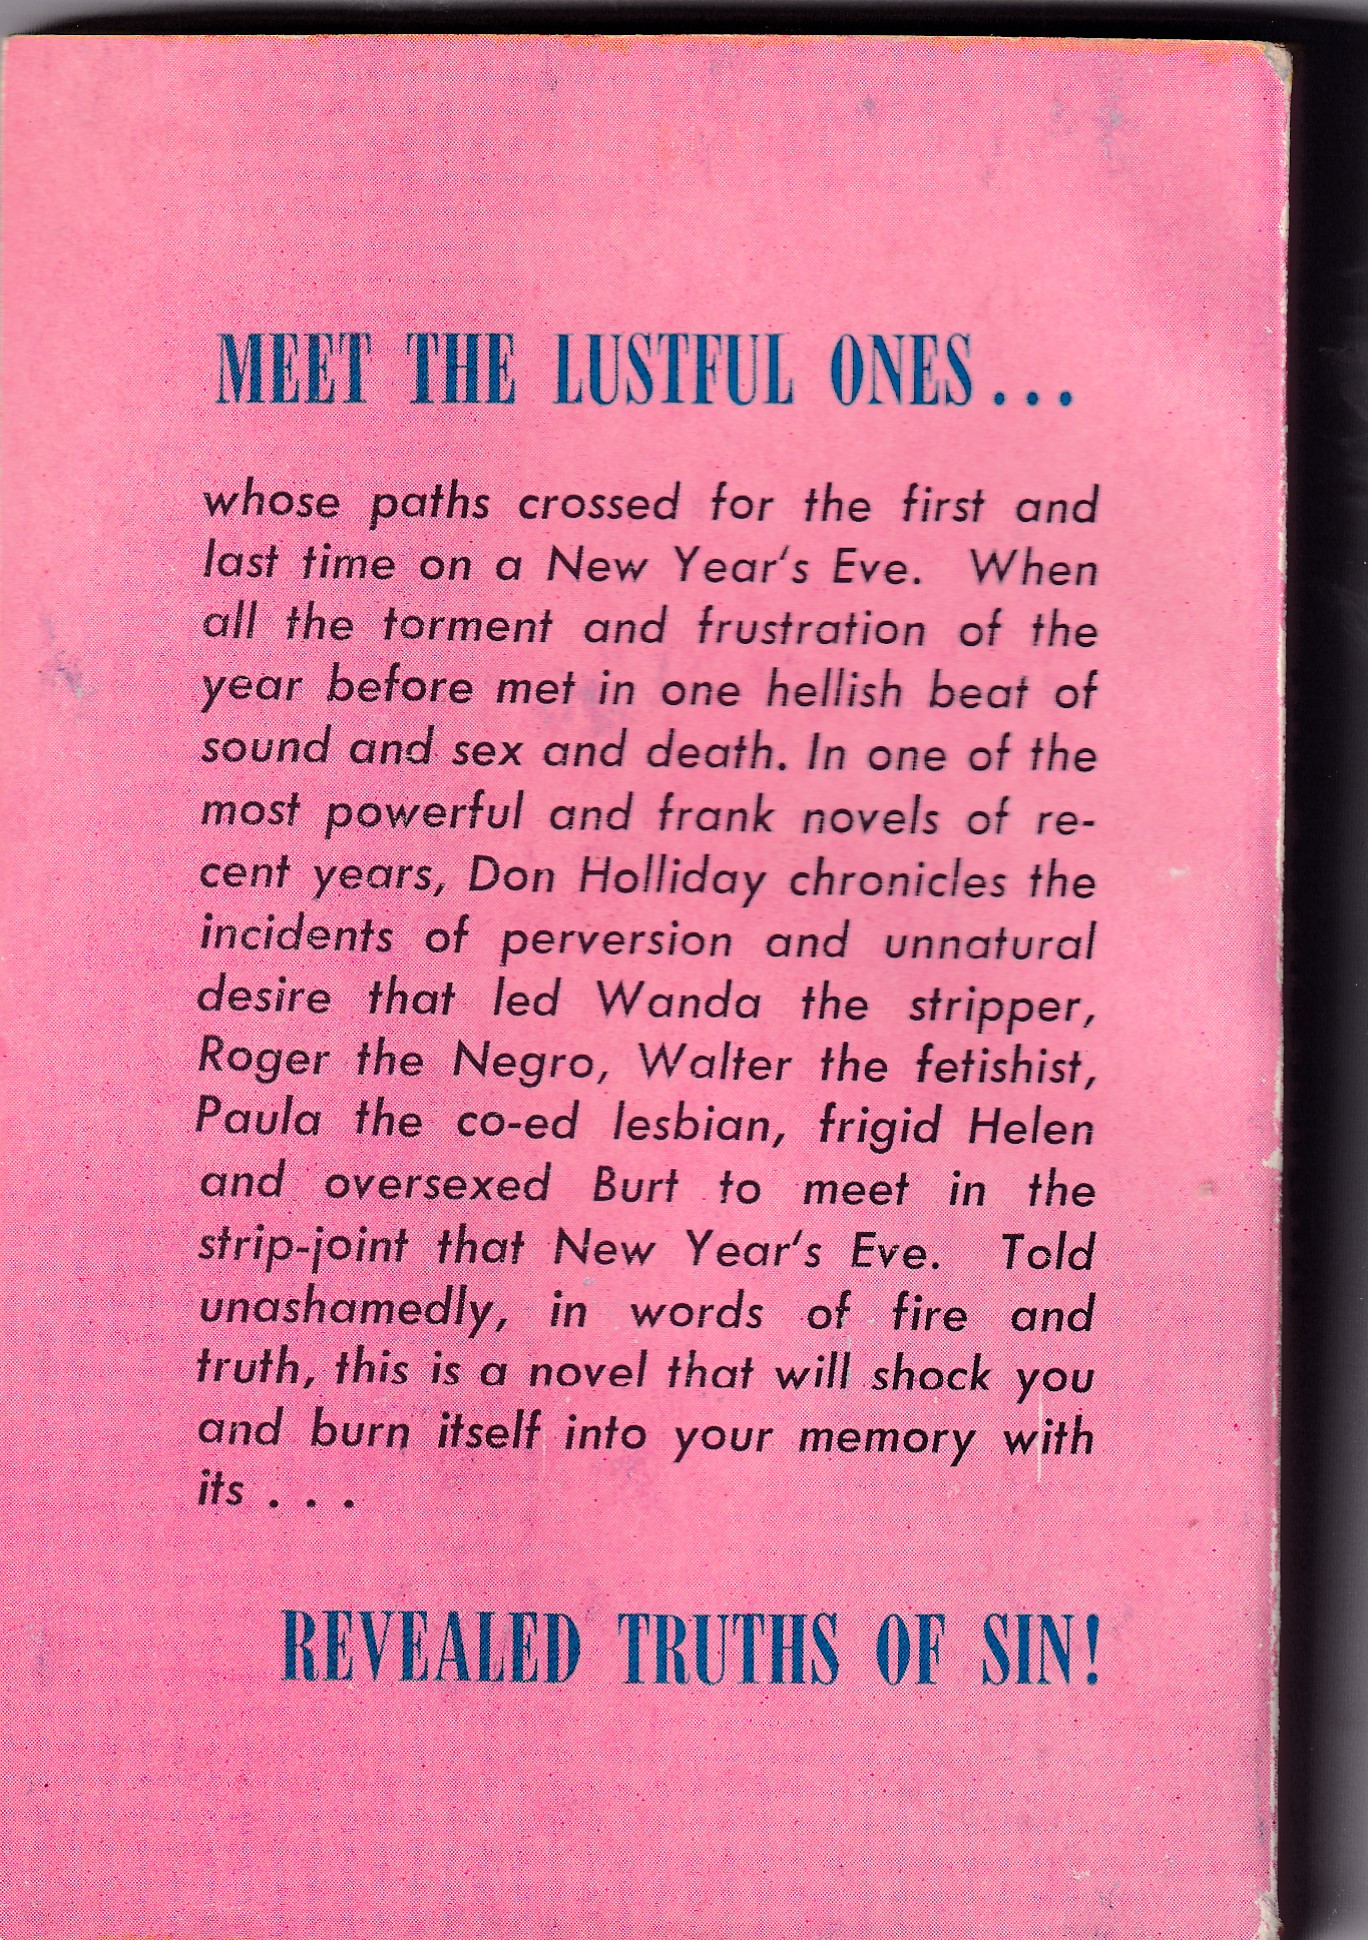 MEET THE LUSTFUL ONES...
whose paths crossed for the first and
last time on a New Year's Eve. When
all the torment and frustration of the
year before met in one hellish beat of
sound and sex and death. In one of the
most powerful and frank novels of re-
cent years, Don Holliday chronicles the
incidents of perversion and unnatural
desire that led Wanda the stripper,
Roger the Negro, Walter the fetishist,
Paula the co-ed lesbian, frigid Helen
and oversexed Burt to meet in the
strip-joint that New Year's Eve. Told
unashamedly, in words of fire and
truth, this is a novel that will shock you
and burn itself into your memory with
its . . .
REVEALED TRUTHS OF SIN!